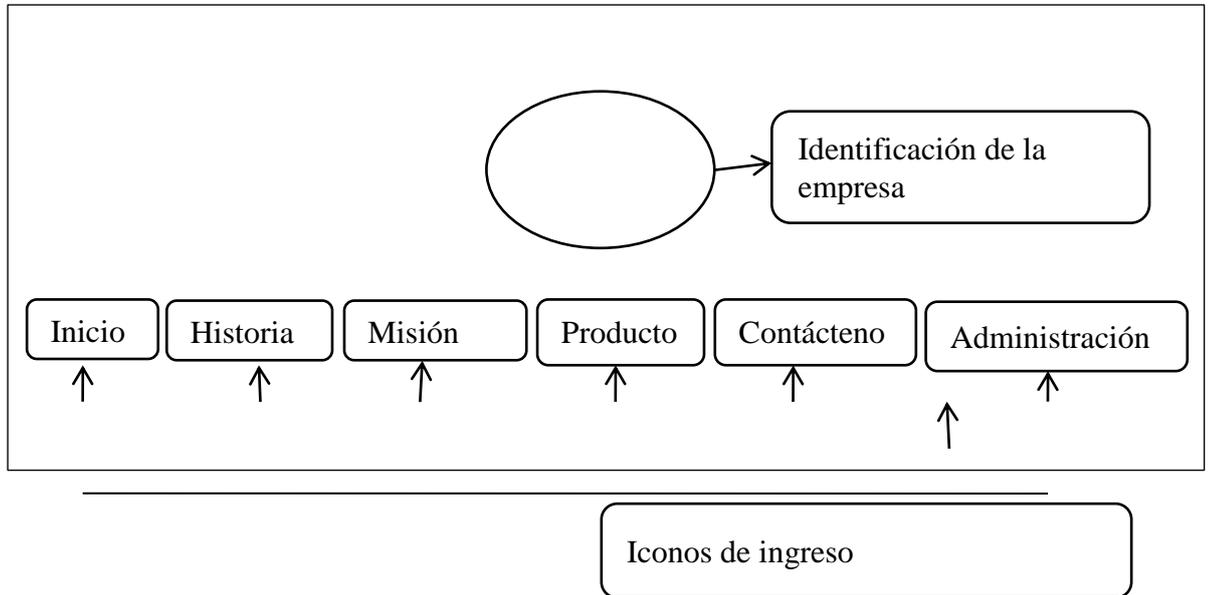 Identificación de la
empresa
Inicio
Historia
Misión
Producto
Contácteno
Administración
Iconos de ingreso